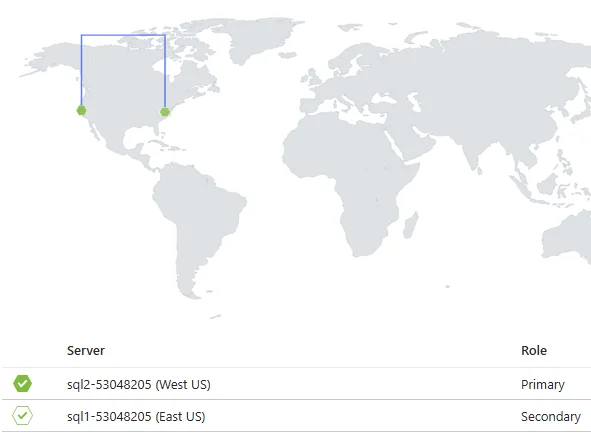 Server Role
sql2-53048205 (West US) Primary
sql1-53048205 (East US) Secondary